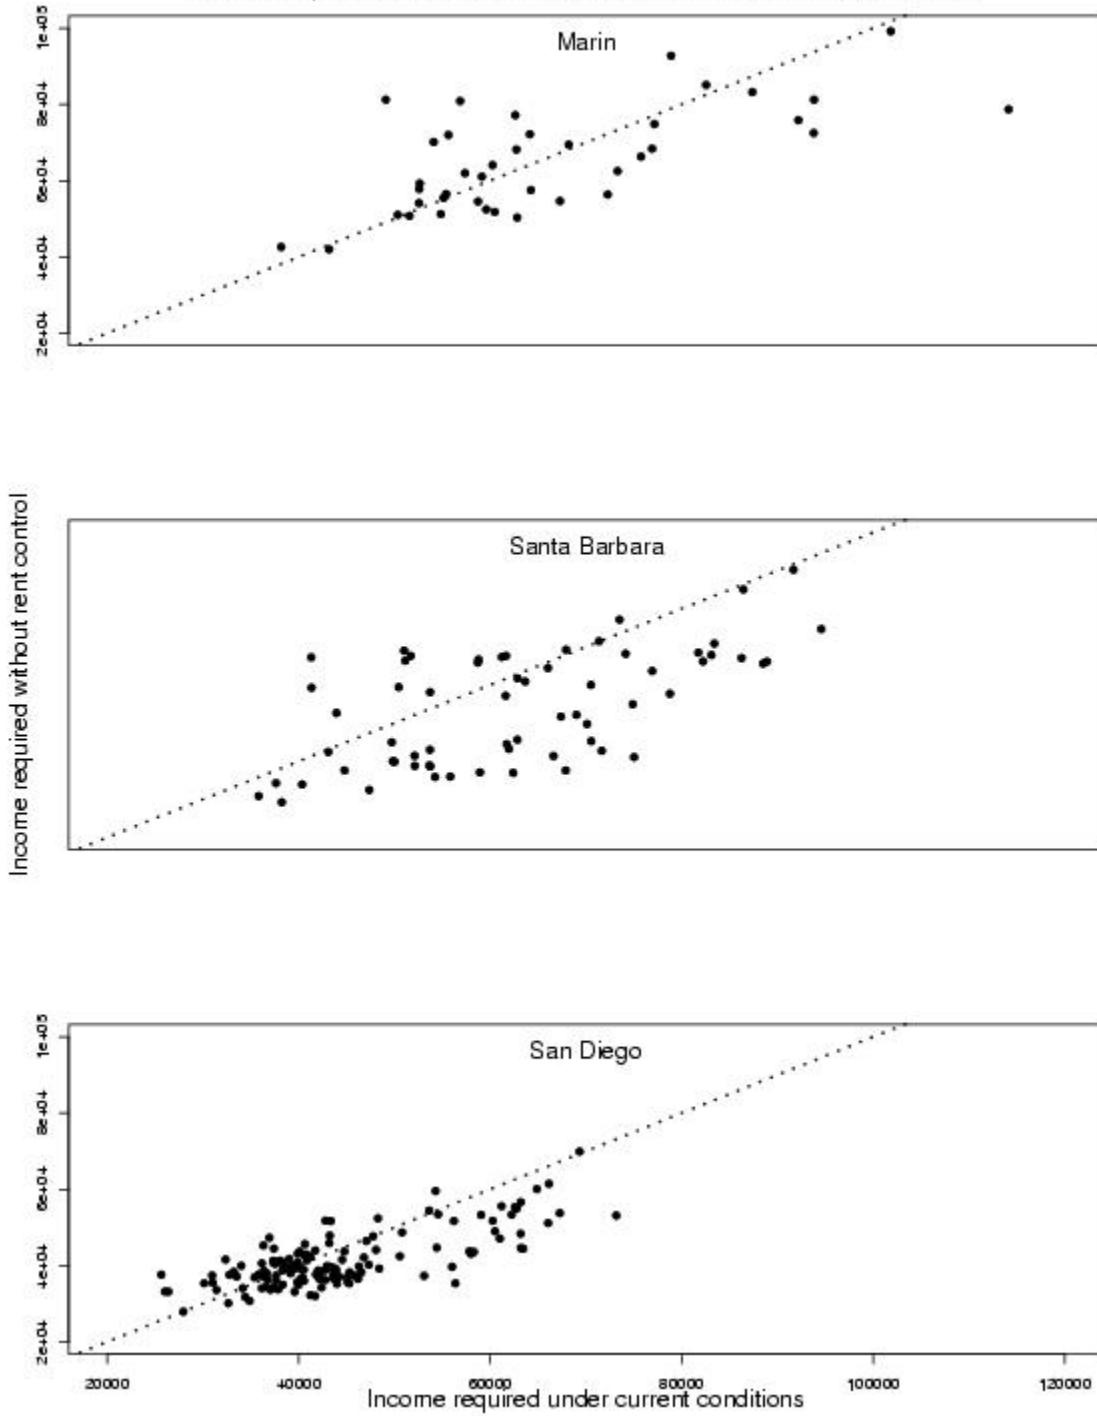 Marin
1e+05
8e+04
6e+04
4e+04
2e+04
Income required without rent control
Santa Barbara
San Diego
1e+05
8e+04
6e+04
4e+04
2e+04
20000 40000 60000 80000 100000 120000
Income required under current conditions